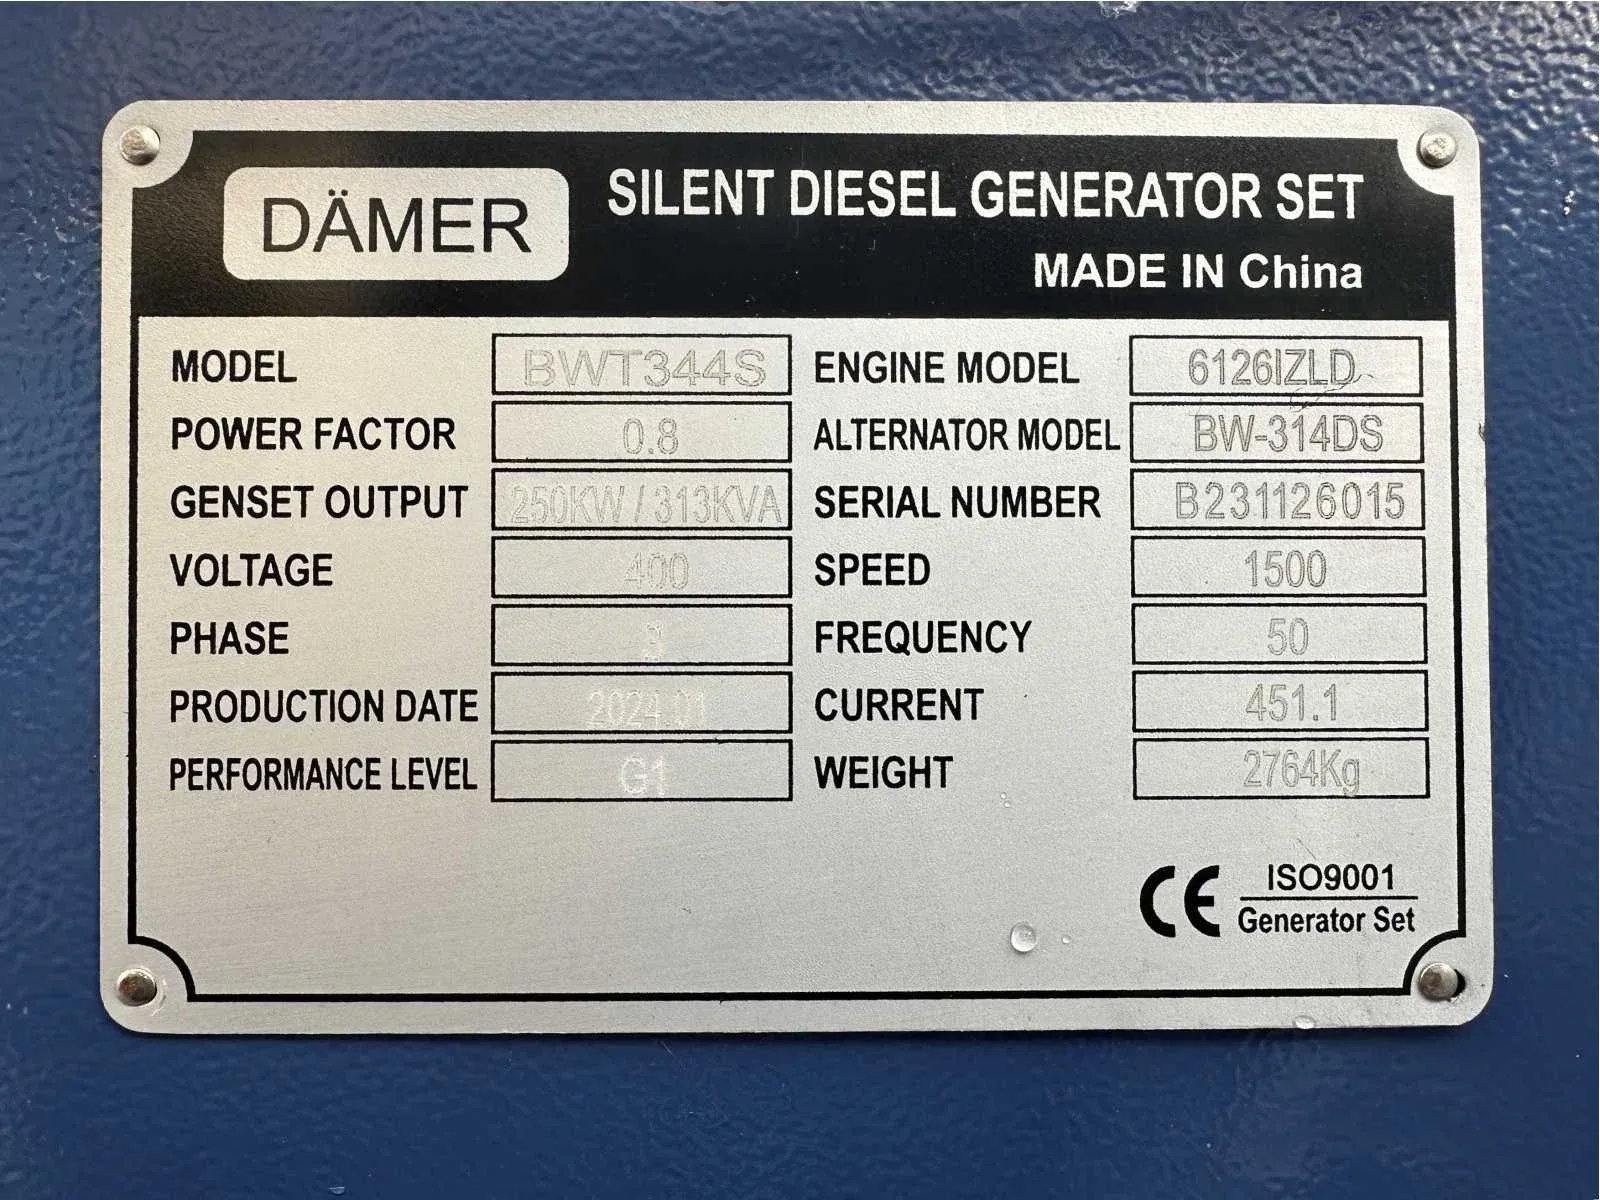 DÄMER
SILENT DIESEL GENERATOR SET
MADE IN China
MODEL BWT344S ENGINE MODEL 6126IZLD
POWER FACTOR 0.8 ALTERNATOR MODEL BW-314DS
GENSET OUTPUT 250KW / 313KVA SERIAL NUMBER B231126015
VOLTAGE 400 SPEED 1500
PHASE 3 FREQUENCY 50
PRODUCTION DATE 2024.01 CURRENT 451.1
PERFORMANCE LEVEL G1 WEIGHT 2764Kg
CE ISO9001
Generator Set